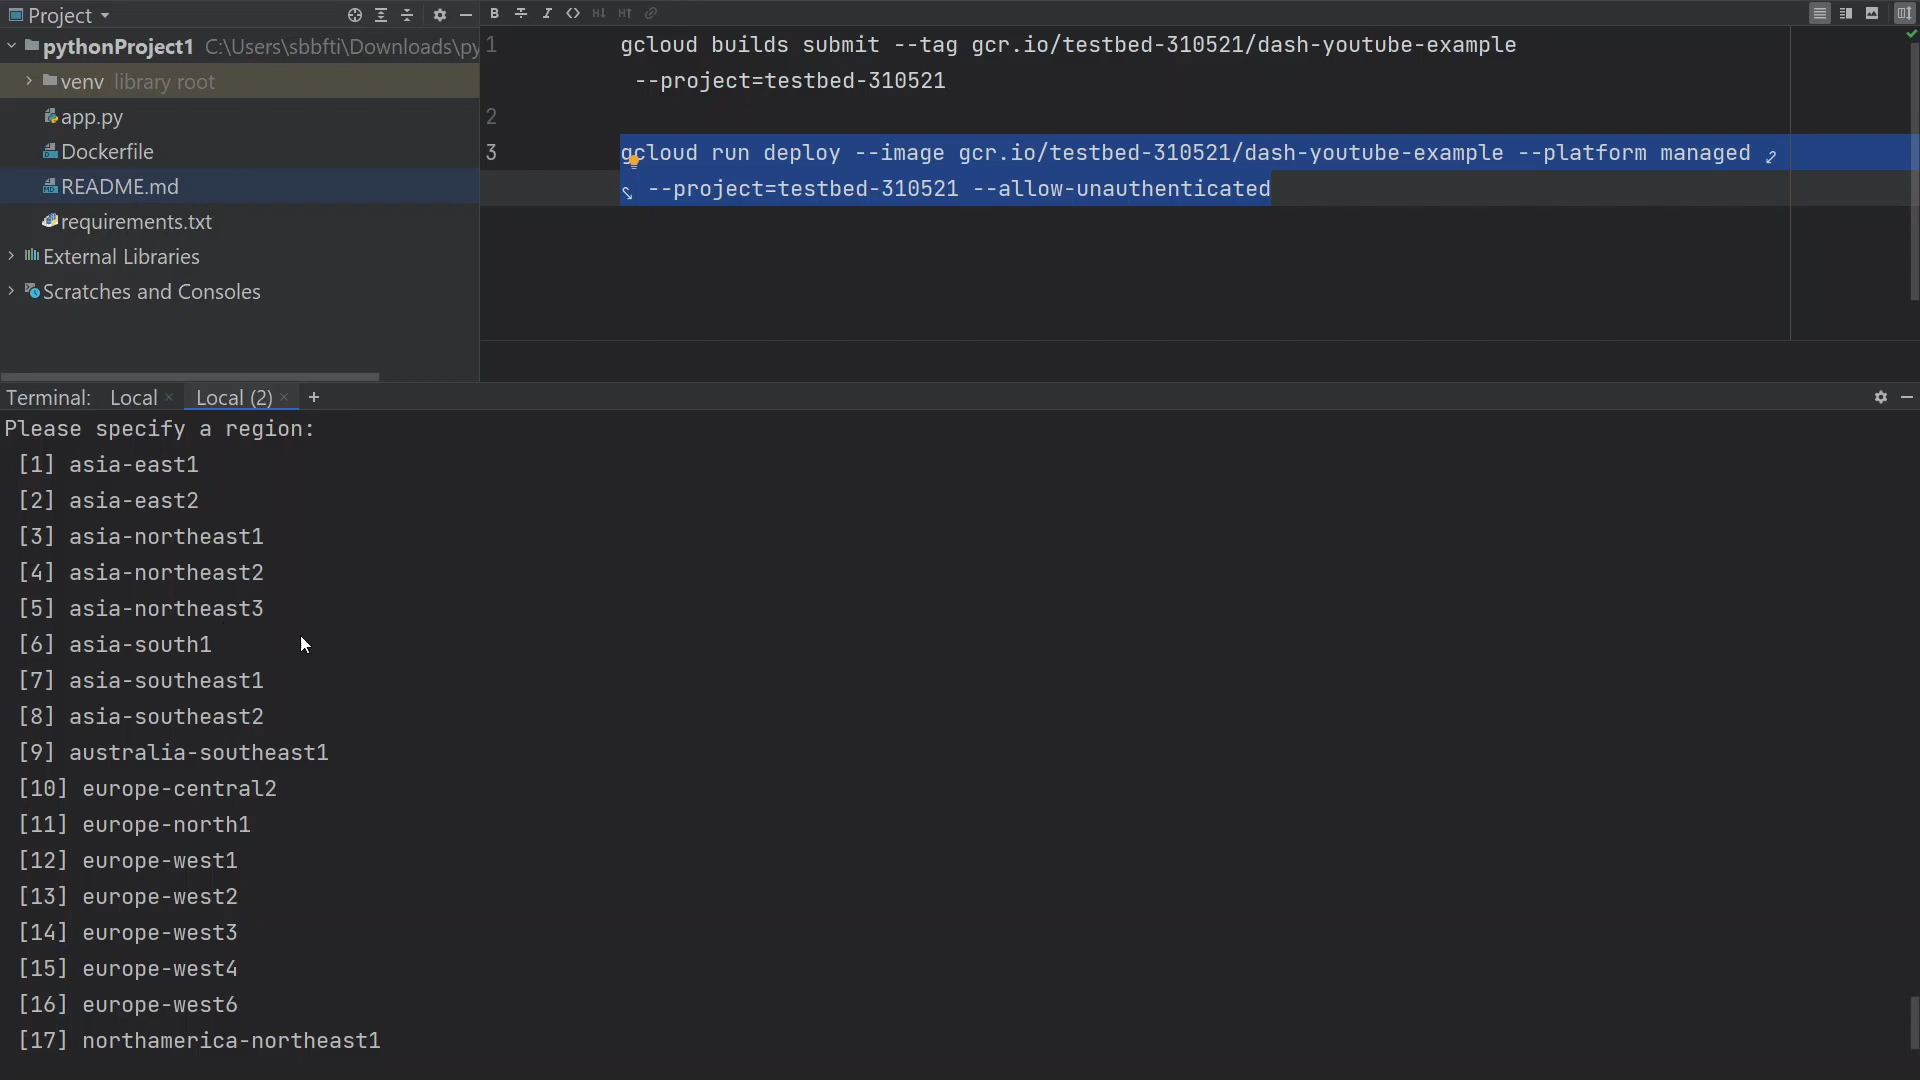 Project
pythonProject1 C:\Users\sbbfti\Downloads\py
venv library root
app.py
Dockerfile
README.md
requirements.txt
External Libraries
Scratches and Consoles
B I <> H↓ H↑
1 gcloud builds submit --tag gcr.io/testbed-310521/dash-youtube-example
--project=testbed-310521
2
3 gcloud run deploy --image gcr.io/testbed-310521/dash-youtube-example --platform managed
--project=testbed-310521 --allow-unauthenticated
Terminal: Local × Local (2) × +
Please specify a region:
[1] asia-east1
[2] asia-east2
[3] asia-northeast1
[4] asia-northeast2
[5] asia-northeast3
[6] asia-south1
[7] asia-southeast1
[8] asia-southeast2
[9] australia-southeast1
[10] europe-central2
[11] europe-north1
[12] europe-west1
[13] europe-west2
[14] europe-west3
[15] europe-west4
[16] europe-west6
[17] northamerica-northeast1